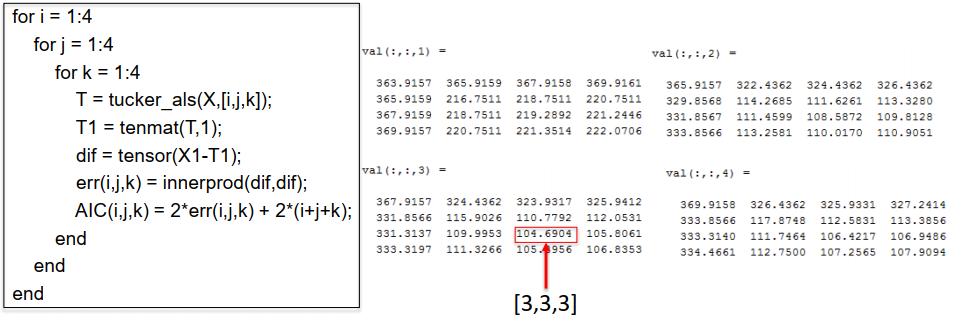 for i = 1:4
for j = 1:4
for k = 1:4
T = tucker_als(X,[i,j,k]);
T1 = tenmat(T,1);
dif = tensor(X1-T1);
err(i,j,k) = innerprod(dif,dif);
AIC(i,j,k) = 2*err(i,j,k) + 2*(i+j+k);
end
end
end
val(:,:,1) =
363.9157 365.9159 367.9158 369.9161
365.9159 216.7511 218.7511 220.7511
367.9159 218.7511 219.2892 221.2446
369.9157 220.7511 221.3514 222.0706
val(:,:,2) =
365.9157 322.4362 324.4362 326.4362
329.8568 114.2685 111.6261 113.3280
331.8567 111.4599 108.5872 109.8128
333.8566 113.2581 110.0170 110.9051
val(:,:,3) =
367.9157 324.4362 323.9317 325.9412
331.8566 115.9026 110.7792 112.0531
331.3137 109.9953 104.6904 105.8061
333.3197 111.3266 106.8353
val(:,:,4) =
369.9158 326.4362 325.9331 327.2414
333.8566 117.8748 112.5831 113.3856
333.3140 111.7464 106.4217 106.9486
334.4661 112.7500 107.2565 107.9094
[3,3,3]